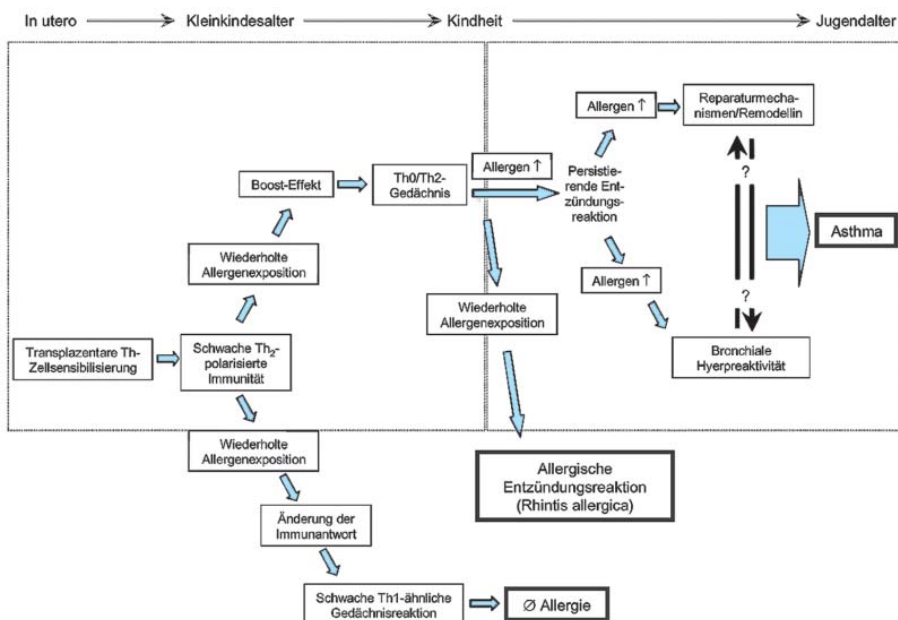 In utero
Kleinkindesalter
Kindheit
Jugendalter
Allergen ↑
Reparaturmecha-
nismen/Remodellin
Boost-Effekt
Th0/Th2-
Gedächnis
Allergen ↑
Persistie-
rende Ent-
zündungs-
reaktion
?
Asthma
Wiederholte
Allergenexposition
Allergen ↑
?
Wiederholte
Allergenexposition
Transplazentare Th-
Zellsensibilisierung
Schwache Th₂-
polarisierte
Immunität
Bronchiale
Hyerpreaktivität
Wiederholte
Allergenexposition
Allergische
Entzündungsreaktion
(Rhintis allergica)
Änderung der
Immunantwort
Schwache Th1-ähnliche
Gedächnisreaktion
∅ Allergie